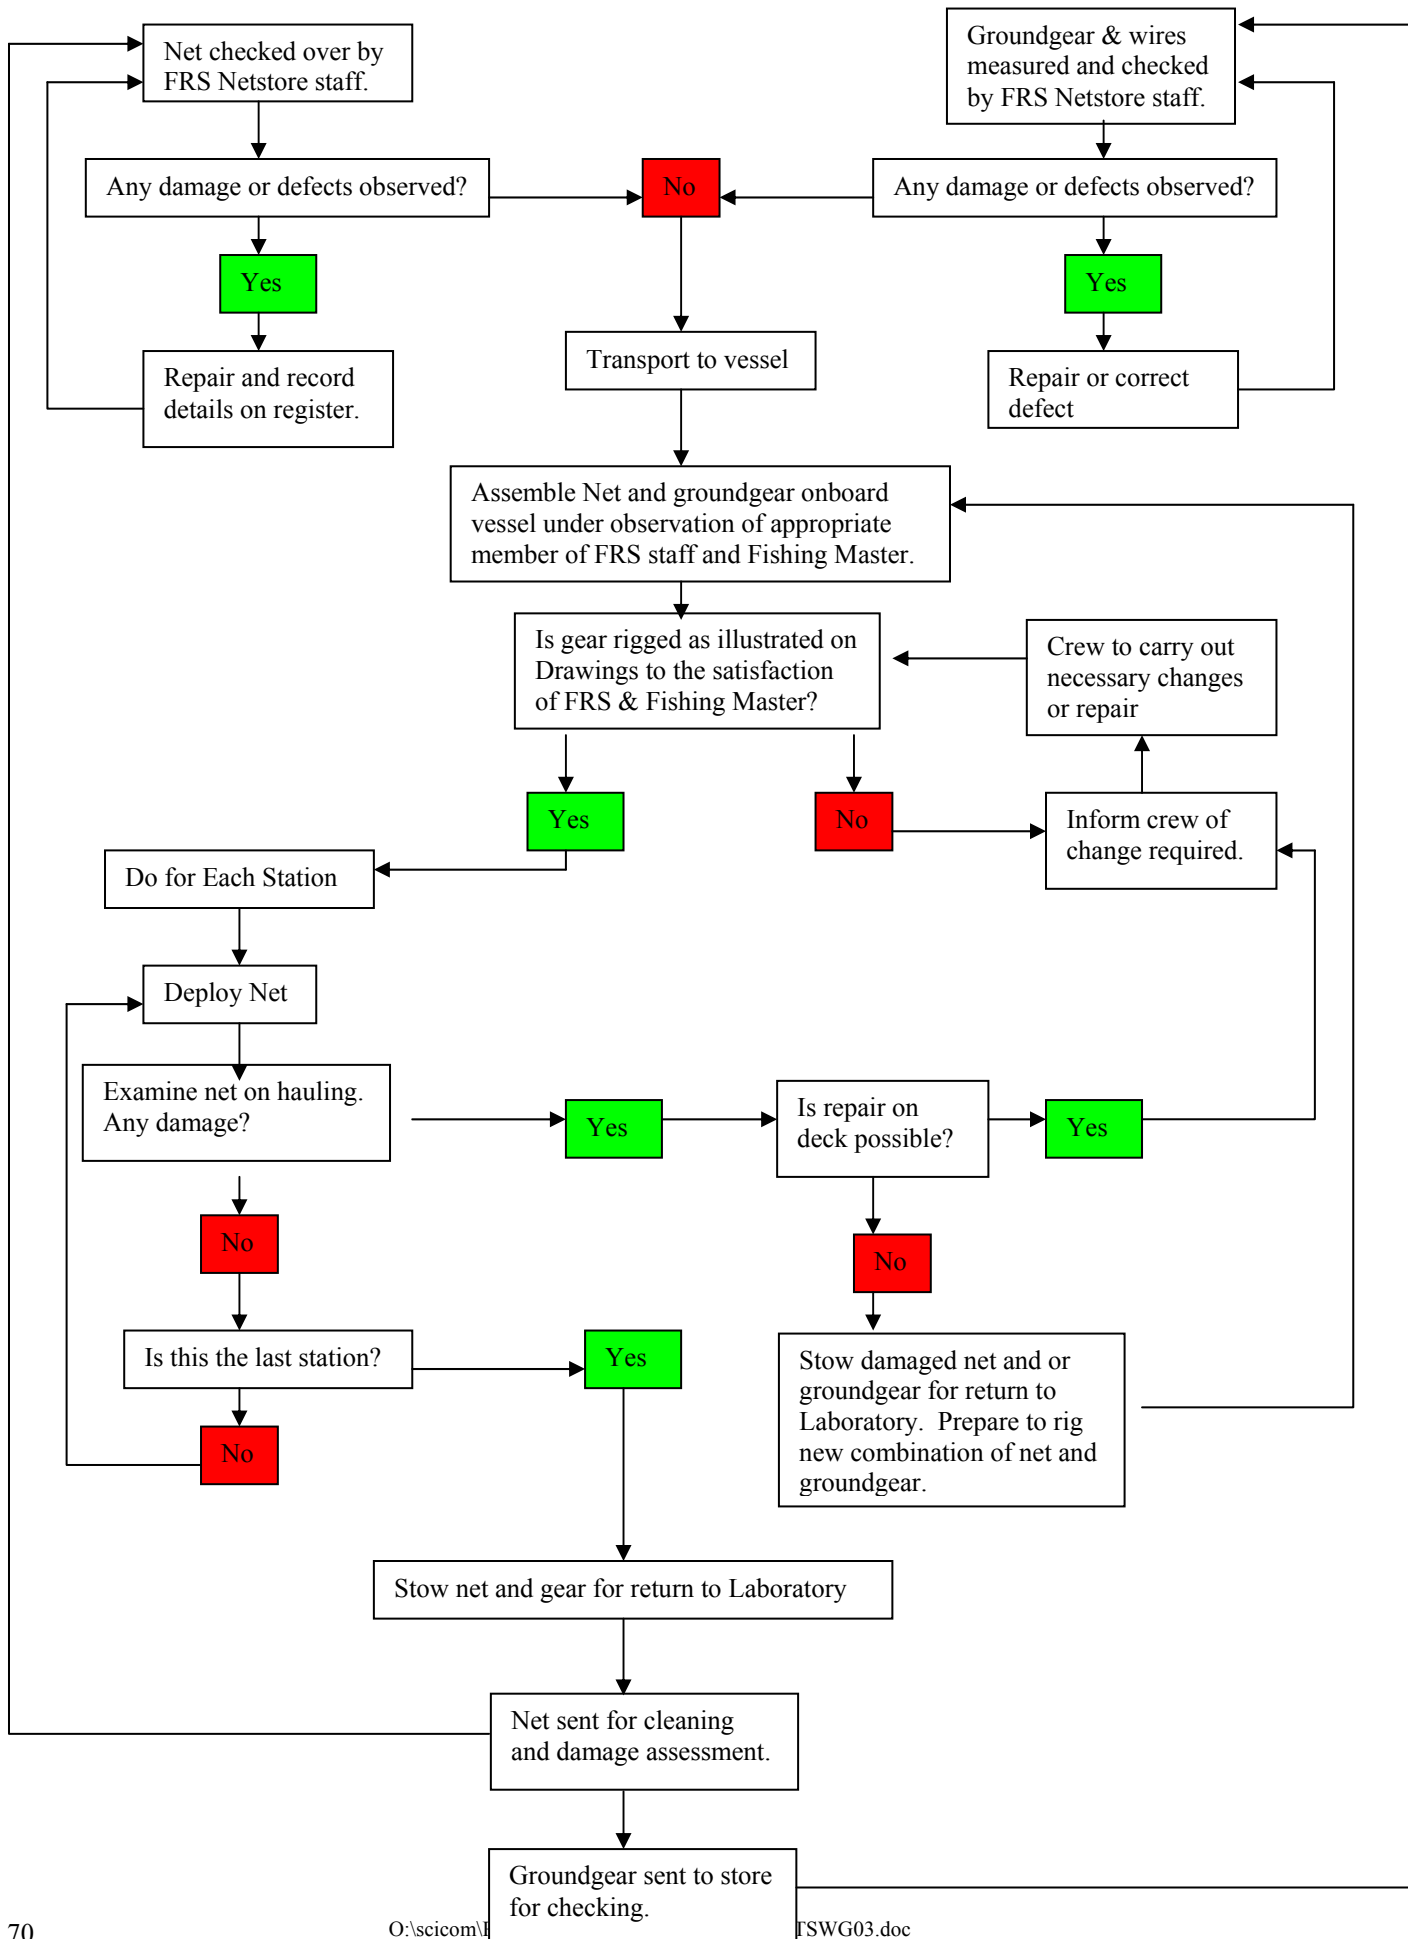 Net checked over by
FRS Netstore staff.
Groundgear & wires
measured and checked
by FRS Netstore staff.
Any damage or defects observed?
No
Any damage or defects observed?
Yes
Yes
Transport to vessel
Repair and record
details on register.
Repair or correct
defect
Assemble Net and groundgear onboard
vessel under observation of appropriate
member of FRS staff and Fishing Master.
Is gear rigged as illustrated on
Drawings to the satisfaction
of FRS & Fishing Master?
Crew to carry out
necessary changes
or repair
Yes
No
Inform crew of
change required.
Do for Each Station
Deploy Net
Examine net on hauling.
Any damage?
Yes
Is repair on
deck possible?
Yes
No
No
Is this the last station?
Yes
Stow damaged net and or
groundgear for return to
Laboratory.  Prepare to rig
new combination of net and
groundgear.
No
Stow net and gear for return to Laboratory
Net sent for cleaning
and damage assessment.
Groundgear sent to store
for checking.
70
O:\scicom\ TSWG03.doc